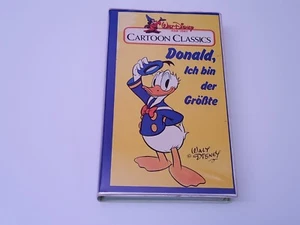 Walt Disney
CARTOON CLASSICS
Donald,
Ich bin
der
Größte
WALT
© DISNEY